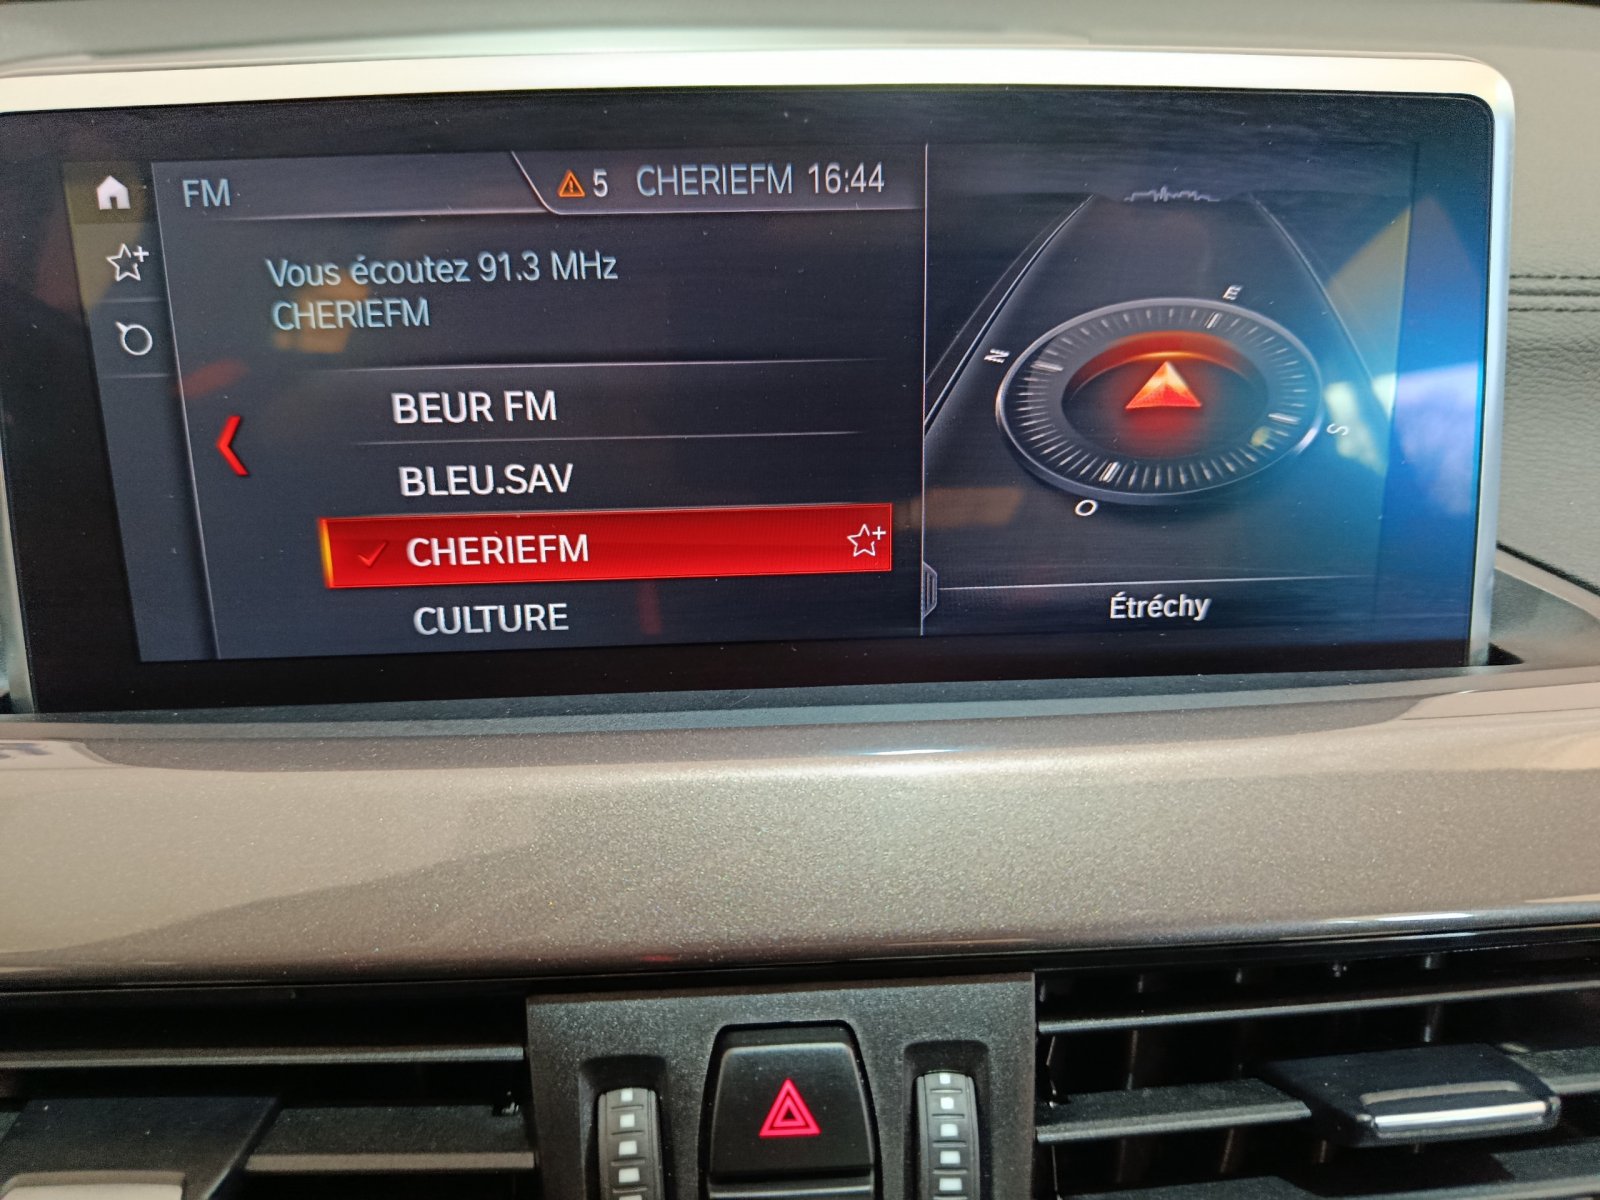 FM
5 CHERIEFM 16:44
Vous écoutez 91.3 MHz
CHERIEFM
BEUR FM
BLEU.SAV
CHERIEFM
CULTURE
N
E
S
O
Étréchy